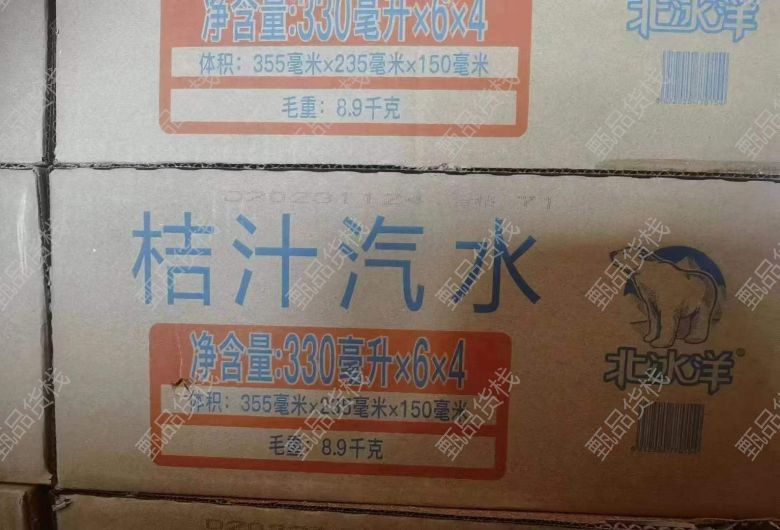 净含量:330毫升×6×4
北冰洋
体积：355毫米×235毫米×150毫米
毛重：8.9千克
D20231124
71
桔汁汽水
净含量:330毫升×6×4
北冰洋®
体积：355毫米×235毫米×150毫米
毛重：8.9千克
甄品货栈